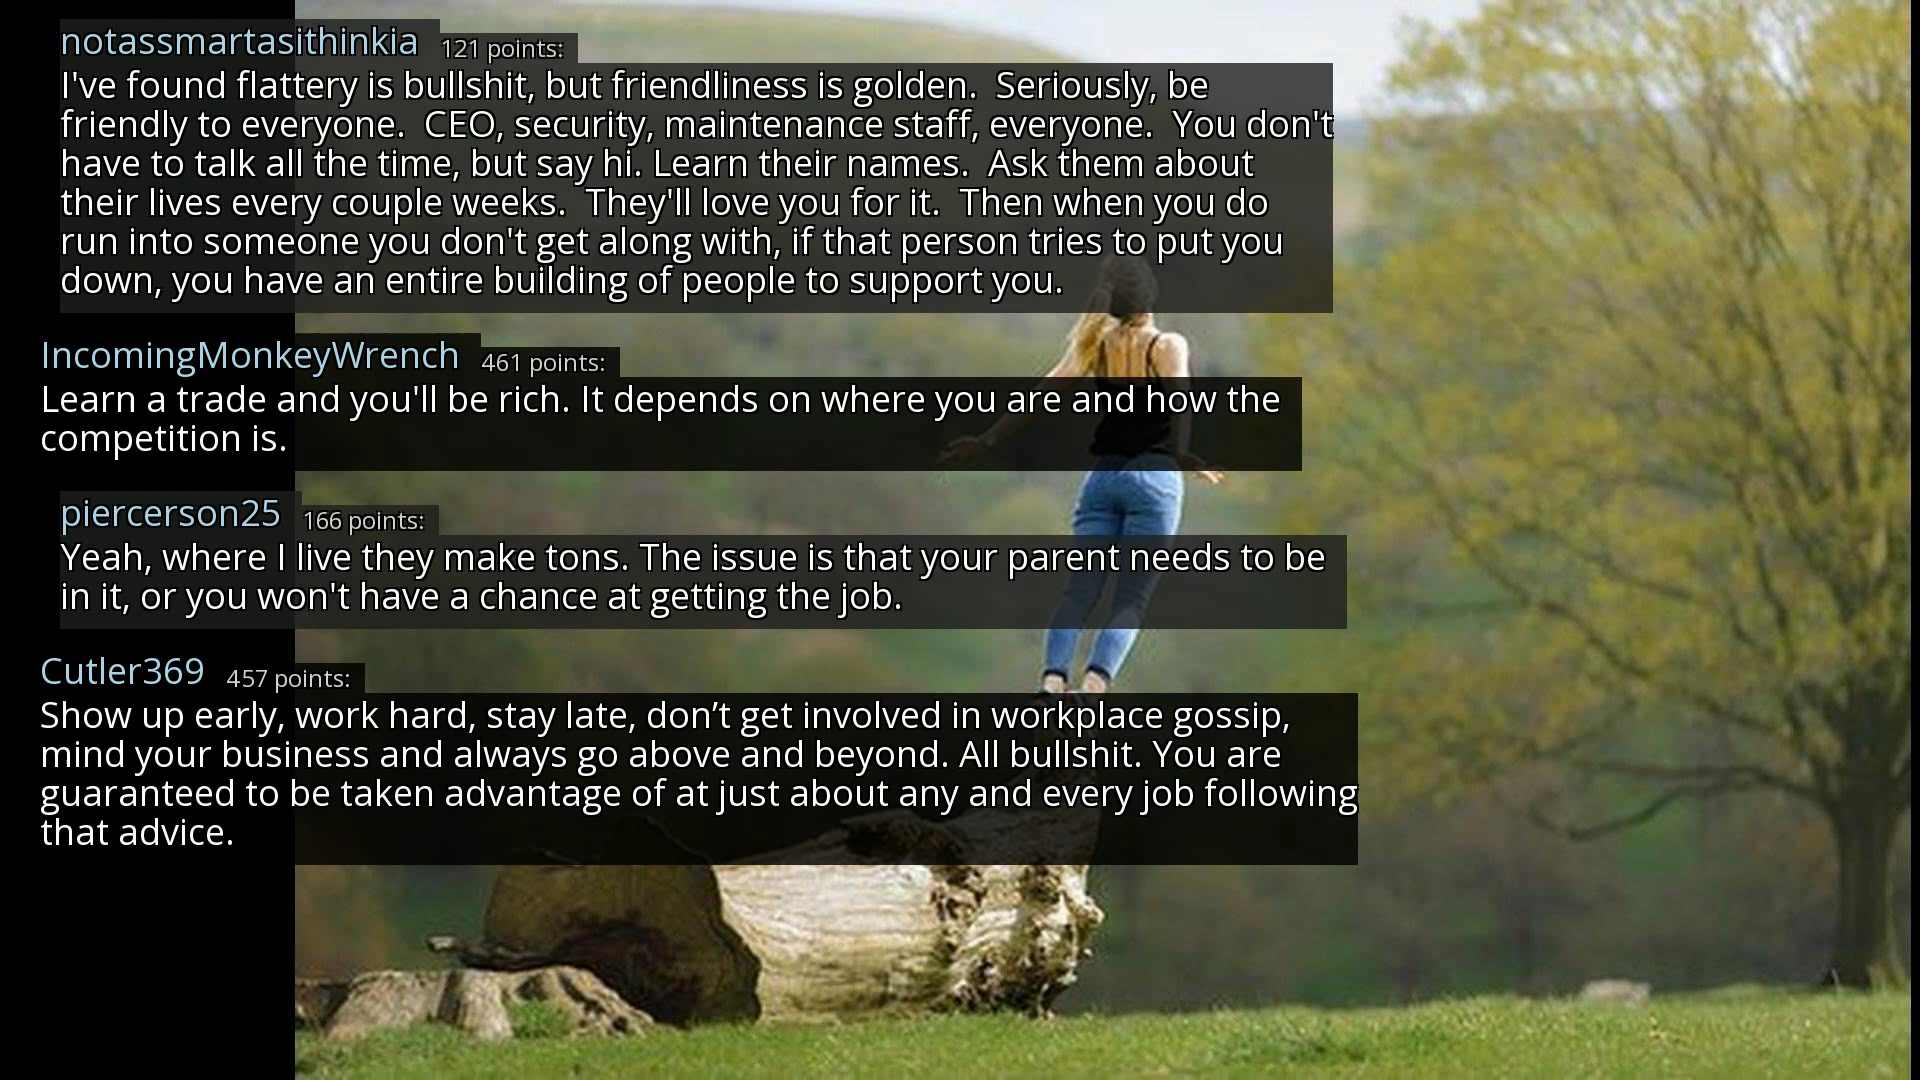 notassmartasithinkia 121 points:
I've found flattery is bullshit, but friendliness is golden.  Seriously, be
friendly to everyone.  CEO, security, maintenance staff, everyone.  You don't
have to talk all the time, but say hi. Learn their names.  Ask them about
their lives every couple weeks.  They'll love you for it.  Then when you do
run into someone you don't get along with, if that person tries to put you
down, you have an entire building of people to support you.
IncomingMonkeyWrench 461 points:
Learn a trade and you'll be rich. It depends on where you are and how the
competition is.
piercerson25 166 points:
Yeah, where I live they make tons. The issue is that your parent needs to be
in it, or you won't have a chance at getting the job.
Cutler369 457 points:
Show up early, work hard, stay late, don’t get involved in workplace gossip,
mind your business and always go above and beyond. All bullshit. You are
guaranteed to be taken advantage of at just about any and every job following
that advice.